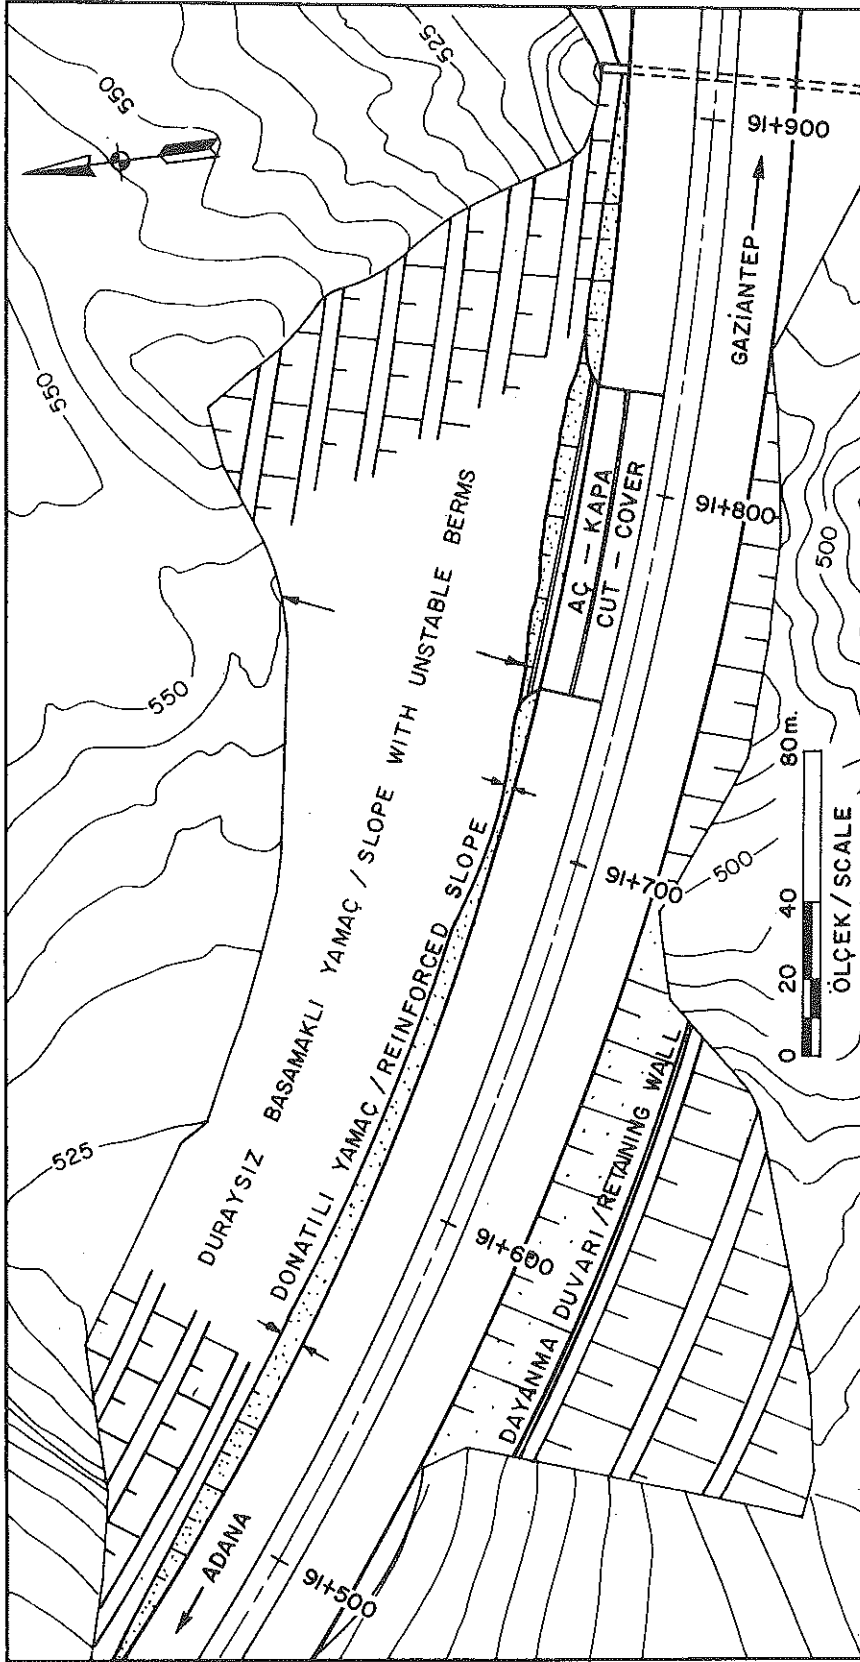 525
550
550
550
525
91+900
GAZİANTEP
91+800
AÇ – KAPA
CUT – COVER
500
DURAYSIZ BASAMAKLI YAMAÇ / SLOPE WITH UNSTABLE BERMS
DONATILI YAMAÇ / REINFORCED SLOPE
91+700
500
91+600
DAYANMA DUVARI / RETAINING WALL
ADANA
91+500
0 20 40 80 m.
ÖLÇEK / SCALE